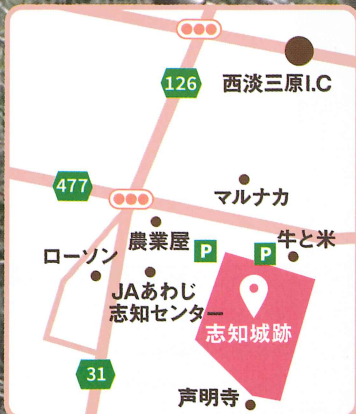 126
西淡三原I.C
477
マルナカ
農業屋
P
P
牛と米
ローソン
JAあわじ
志知センター
志知城跡
31
声明寺